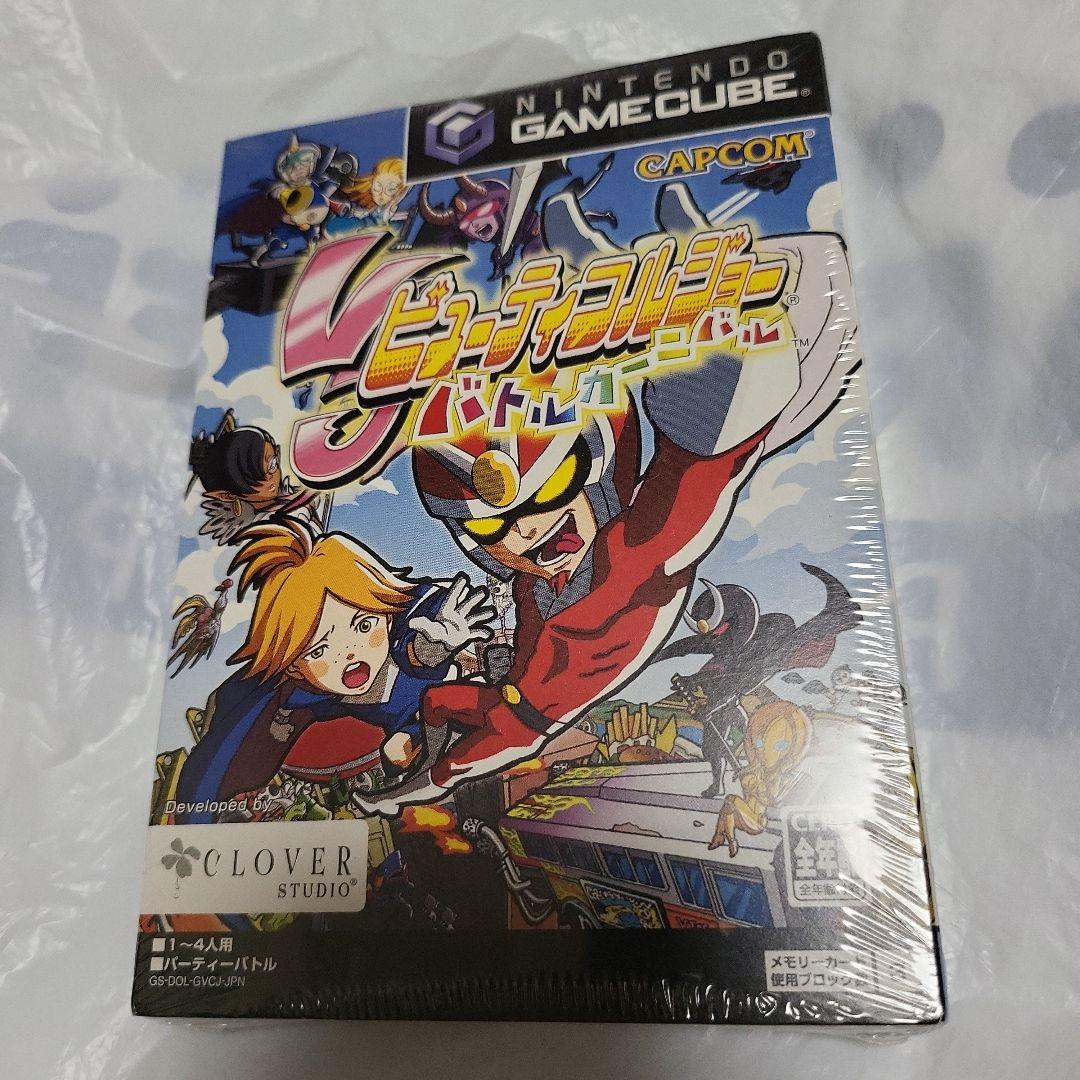 NINTENDO
GAMECUBE®
CAPCOM®
VJ
ビューティフルジョー®
バトルカーニバル™
Developed by
CLOVER
STUDIO®
全年
■1～4人用
■パーティーバトル
GS-DOL-GVCJ-JPN
メモリーカード
使用ブロック数